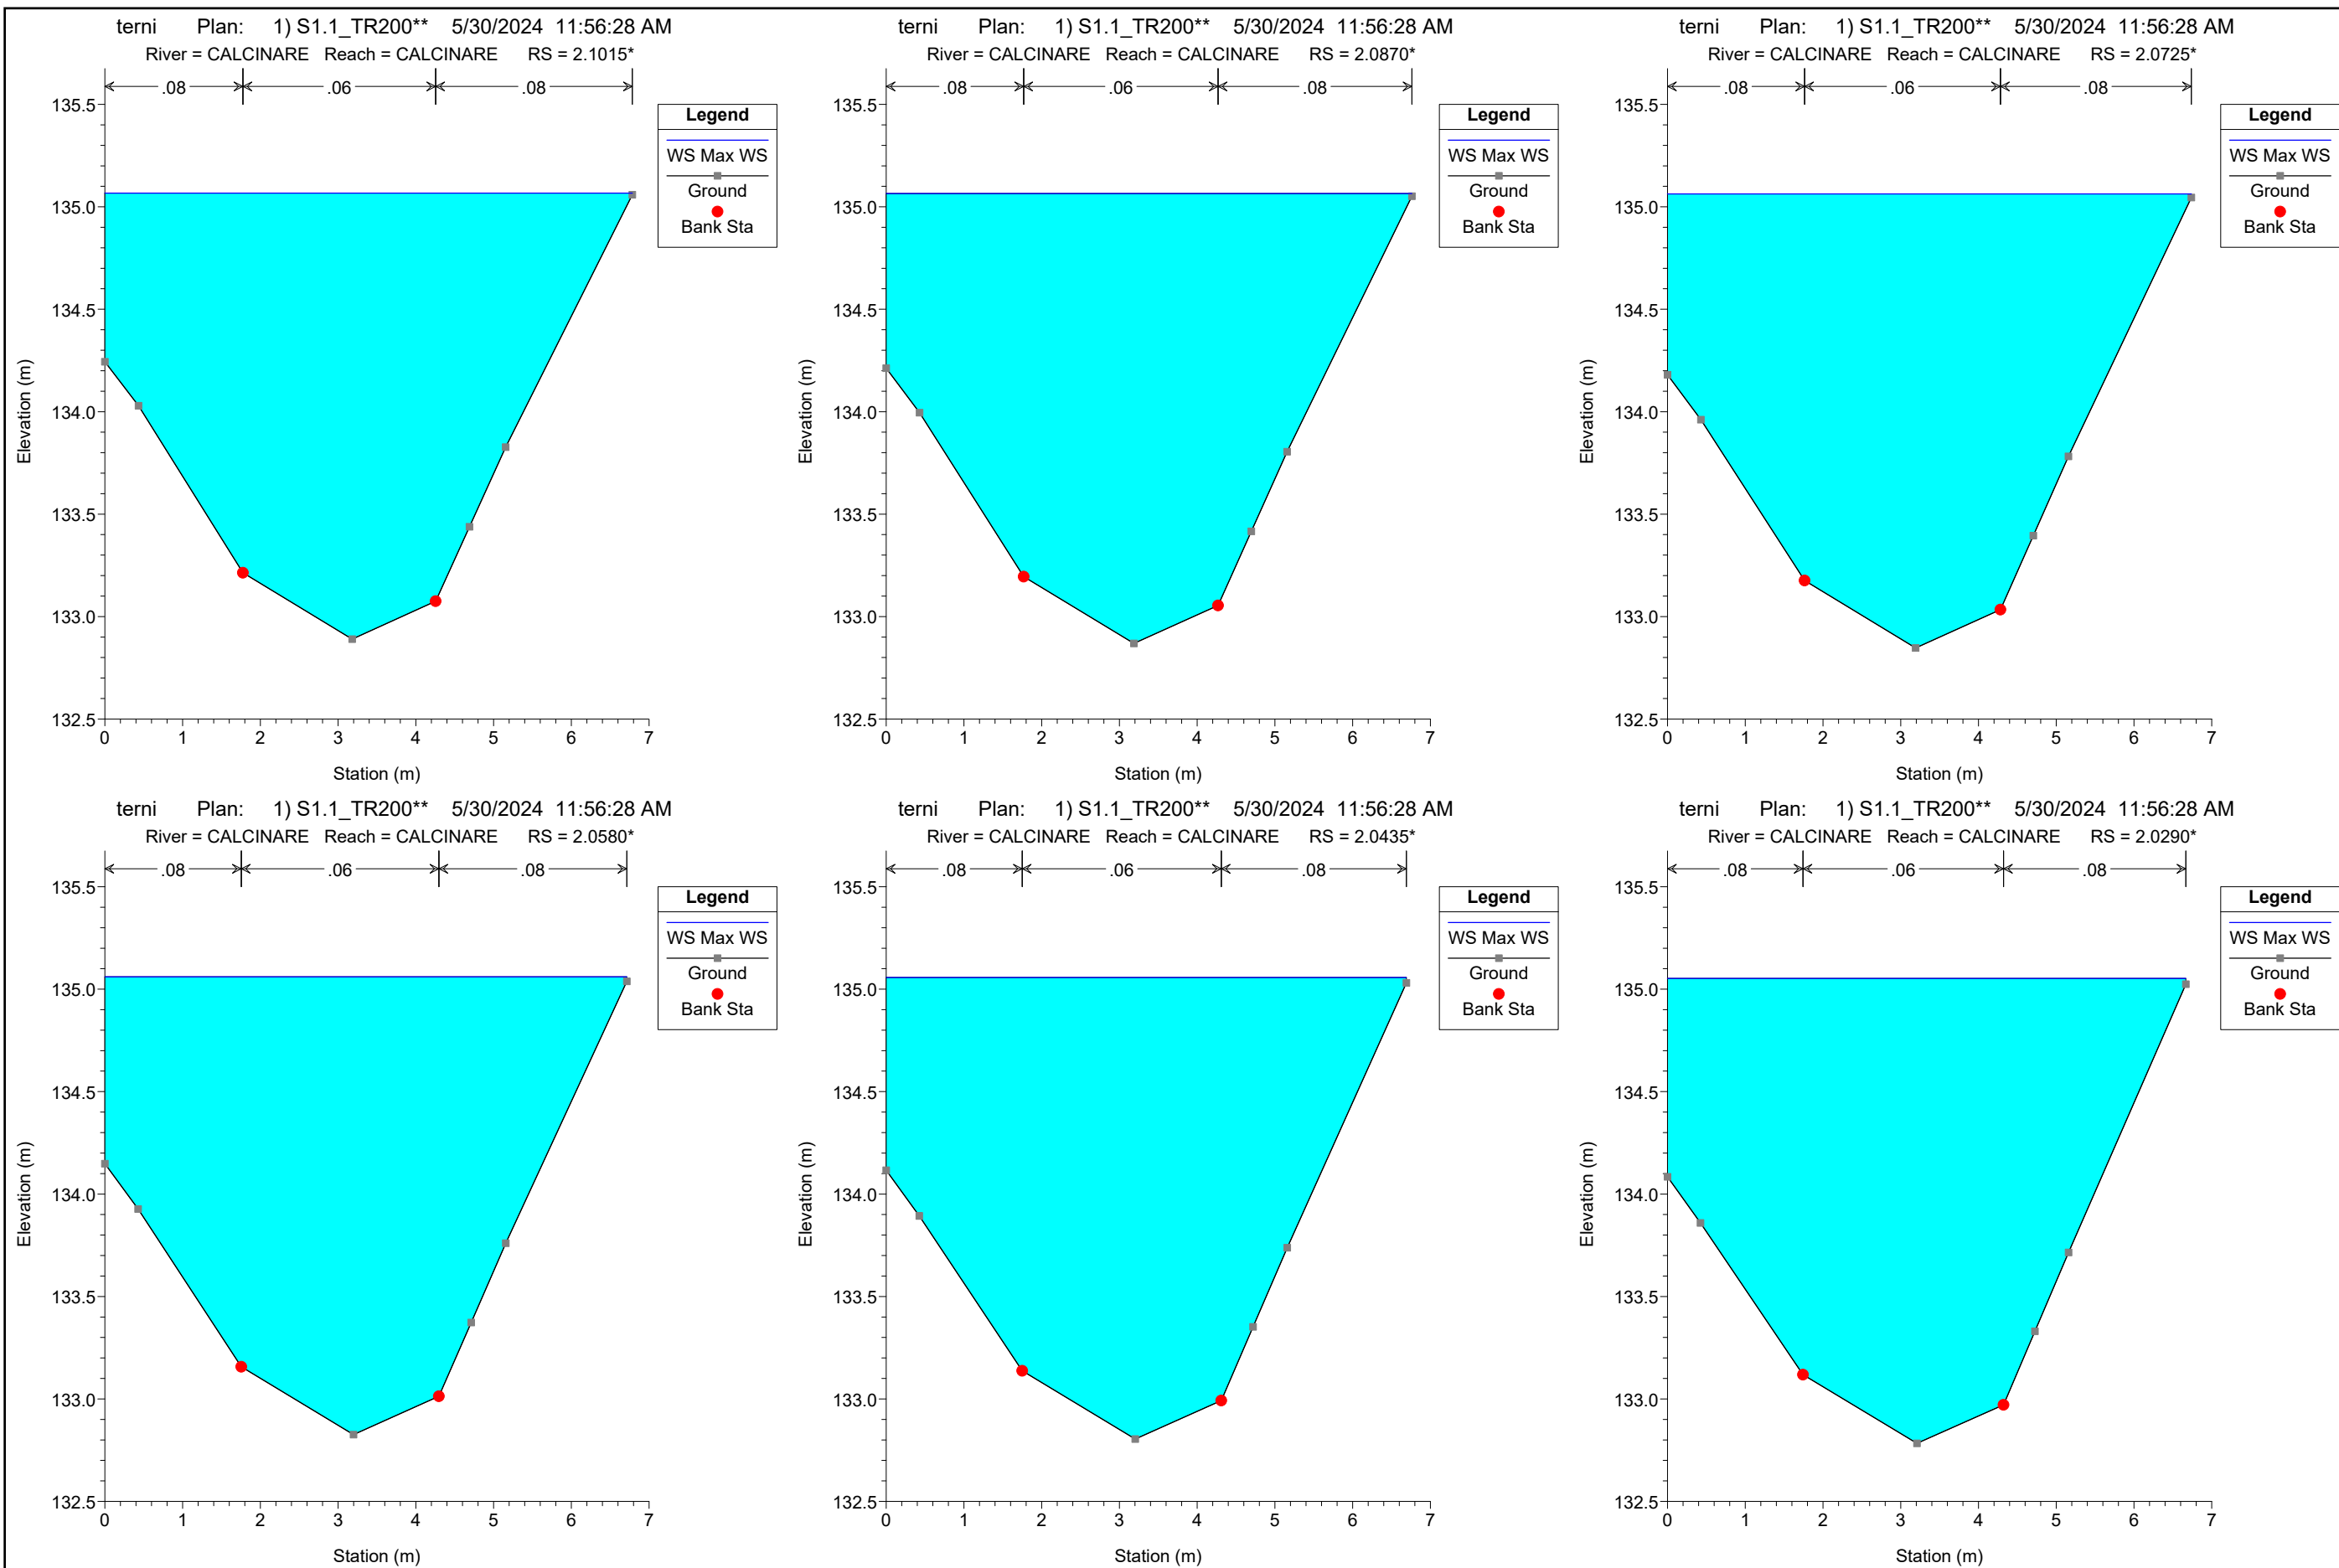 terni Plan: 1) S1.1_TR200** 5/30/2024 11:56:28 AM
River = CALCINARE Reach = CALCINARE RS = 2.1015*
.08 .06 .08
135.5
135.0
134.5
134.0
133.5
133.0
132.5
Elevation (m)
0 1 2 3 4 5 6 7
Station (m)
Legend
WS Max WS
Ground
Bank Sta
terni Plan: 1) S1.1_TR200** 5/30/2024 11:56:28 AM
River = CALCINARE Reach = CALCINARE RS = 2.0870*
.08 .06 .08
135.5
135.0
134.5
134.0
133.5
133.0
132.5
Elevation (m)
0 1 2 3 4 5 6 7
Station (m)
Legend
WS Max WS
Ground
Bank Sta
terni Plan: 1) S1.1_TR200** 5/30/2024 11:56:28 AM
River = CALCINARE Reach = CALCINARE RS = 2.0725*
.08 .06 .08
135.5
135.0
134.5
134.0
133.5
133.0
132.5
Elevation (m)
0 1 2 3 4 5 6 7
Station (m)
Legend
WS Max WS
Ground
Bank Sta
terni Plan: 1) S1.1_TR200** 5/30/2024 11:56:28 AM
River = CALCINARE Reach = CALCINARE RS = 2.0580*
.08 .06 .08
135.5
135.0
134.5
134.0
133.5
133.0
132.5
Elevation (m)
0 1 2 3 4 5 6 7
Station (m)
Legend
WS Max WS
Ground
Bank Sta
terni Plan: 1) S1.1_TR200** 5/30/2024 11:56:28 AM
River = CALCINARE Reach = CALCINARE RS = 2.0435*
.08 .06 .08
135.5
135.0
134.5
134.0
133.5
133.0
132.5
Elevation (m)
0 1 2 3 4 5 6 7
Station (m)
Legend
WS Max WS
Ground
Bank Sta
terni Plan: 1) S1.1_TR200** 5/30/2024 11:56:28 AM
River = CALCINARE Reach = CALCINARE RS = 2.0290*
.08 .06 .08
135.5
135.0
134.5
134.0
133.5
133.0
132.5
Elevation (m)
0 1 2 3 4 5 6 7
Station (m)
Legend
WS Max WS
Ground
Bank Sta